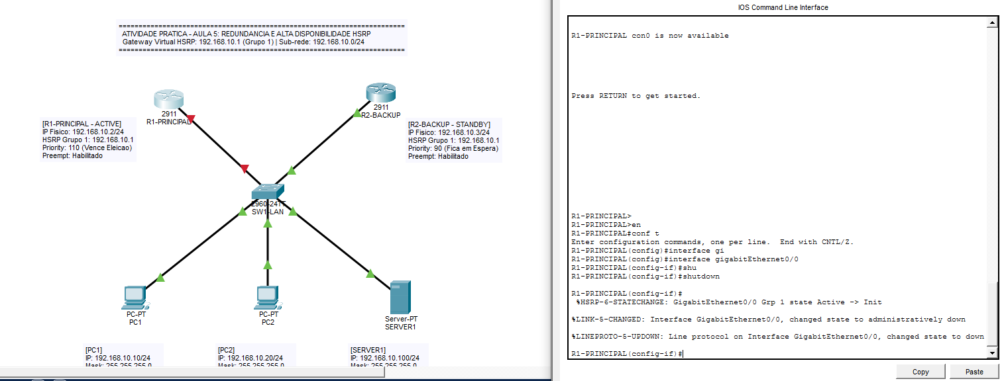 IOS Command Line Interface
=======================================================================
ATIVIDADE PRATICA - AULA 5: REDUNDANCIA E ALTA DISPONIBILIDADE HSRP
Gateway Virtual HSRP: 192.168.10.1 (Grupo 1) | Sub-rede: 192.168.10.0/24
=======================================================================
2911
R1-PRINCIPAL
2911
R2-BACKUP
[R1-PRINCIPAL - ACTIVE]
IP Fisico: 192.168.10.2/24
HSRP Grupo 1: 192.168.10.1
Priority: 110 (Vence Eleicao)
Preempt: Habilitado
[R2-BACKUP - STANDBY]
IP Fisico: 192.168.10.3/24
HSRP Grupo 1: 192.168.10.1
Priority: 90 (Fica em Espera)
Preempt: Habilitado
2960-24TT
SW1-LAN
PC-PT
PC1
PC-PT
PC2
Server-PT
SERVER1
[PC1]
IP: 192.168.10.10/24
Mask: 255.255.255.0
[PC2]
IP: 192.168.10.20/24
Mask: 255.255.255.0
[SERVER1]
IP: 192.168.10.100/24
Mask: 255.255.255.0
R1-PRINCIPAL con0 is now available
Press RETURN to get started.
R1-PRINCIPAL>
R1-PRINCIPAL>en
R1-PRINCIPAL#conf t
Enter configuration commands, one per line.  End with CNTL/Z.
R1-PRINCIPAL(config)#interface gi
R1-PRINCIPAL(config)#interface gigabitEthernet0/0
R1-PRINCIPAL(config-if)#shu
R1-PRINCIPAL(config-if)#shutdown
R1-PRINCIPAL(config-if)#
%HSRP-6-STATECHANGE: GigabitEthernet0/0 Grp 1 state Active -> Init
%LINK-5-CHANGED: Interface GigabitEthernet0/0, changed state to administratively down
%LINEPROTO-5-UPDOWN: Line protocol on Interface GigabitEthernet0/0, changed state to down
R1-PRINCIPAL(config-if)#
Copy
Paste